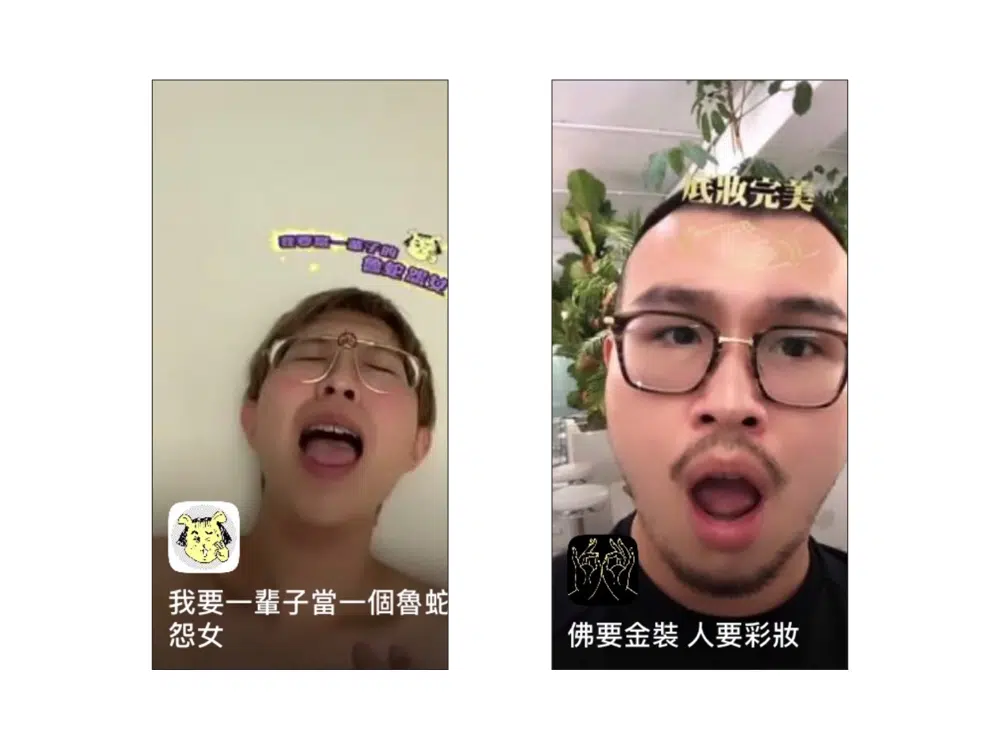 我要當一輩子的
魯蛇 怨女
我要一輩子當一個魯蛇
怨女
底妝完美
佛要金裝 人要彩妝